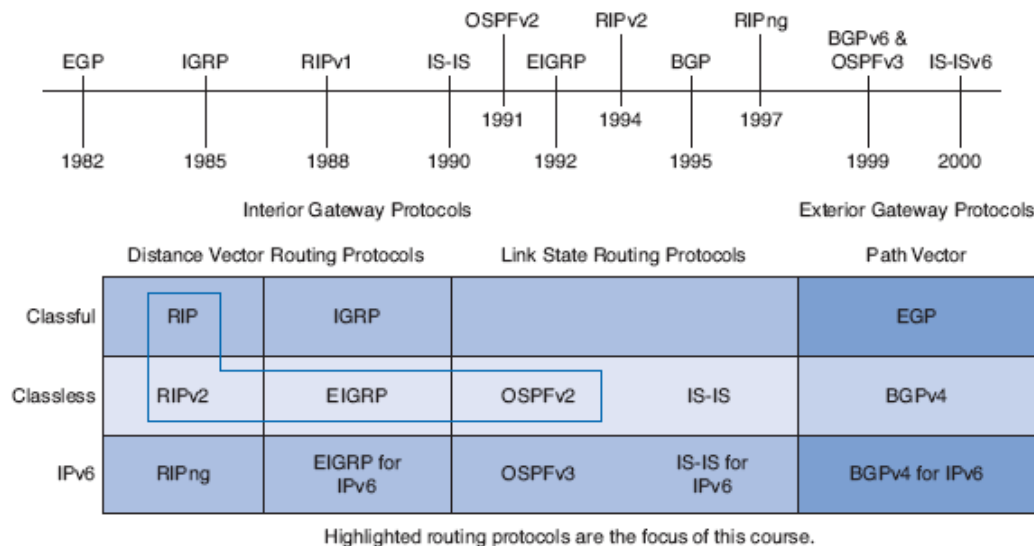 OSPFv2 RIPv2 RIPng
BGPv6 &
EGP IGRP RIPv1 IS-IS EIGRP BGP OSPFv3 IS-ISv6
1991 1994 1997
1982 1985 1988 1990 1992 1995 1999 2000
Interior Gateway Protocols Exterior Gateway Protocols
Distance Vector Routing Protocols Link State Routing Protocols Path Vector
Classful RIP IGRP EGP
Classless RIPv2 EIGRP OSPFv2 IS-IS BGPv4
IPv6 RIPng EIGRP for OSPFv3 IS-IS for BGPv4 for IPv6
IPv6 IPv6
Highlighted routing protocols are the focus of this course.